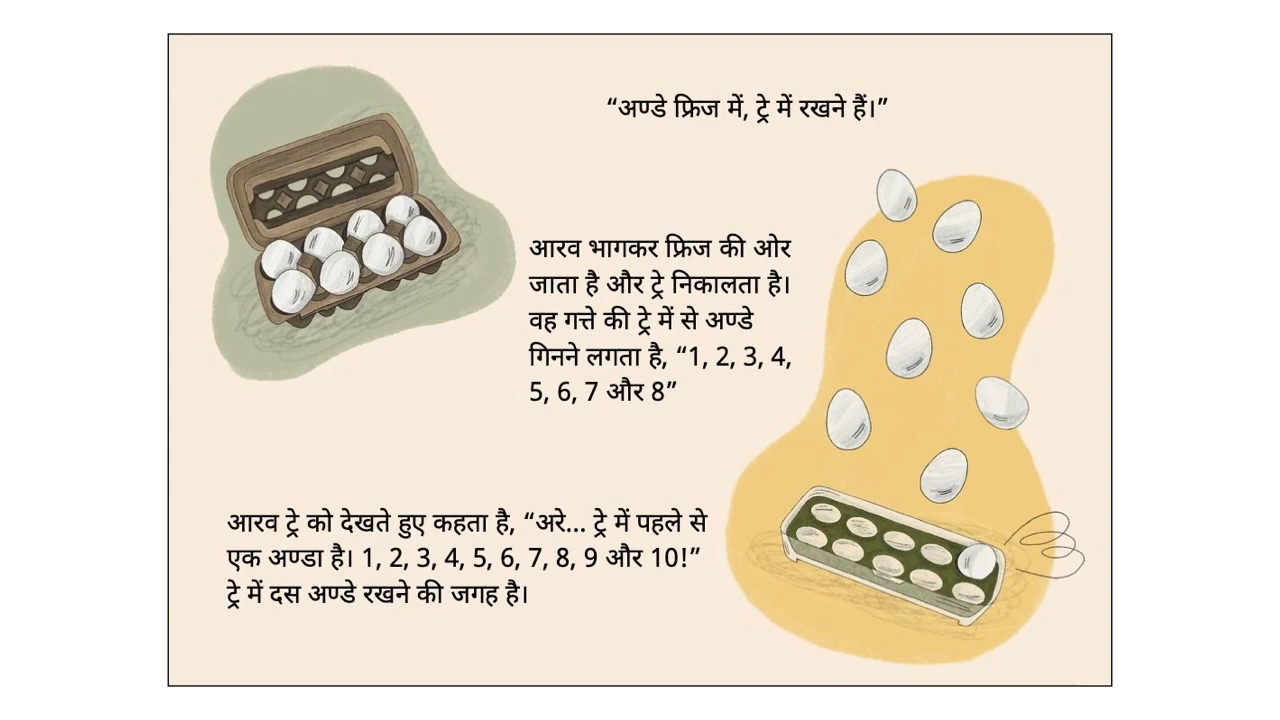 “अण्डे फ्रिज में, ट्रे में रखने हैं।”
आरव भागकर फ्रिज की ओर
जाता है और ट्रे निकालता है।
वह गत्ते की ट्रे में से अण्डे
गिनने लगता है, “1, 2, 3, 4,
5, 6, 7 और 8”
आरव ट्रे को देखते हुए कहता है, “अरे... ट्रे में पहले से
एक अण्डा है। 1, 2, 3, 4, 5, 6, 7, 8, 9 और 10!”
ट्रे में दस अण्डे रखने की जगह है।